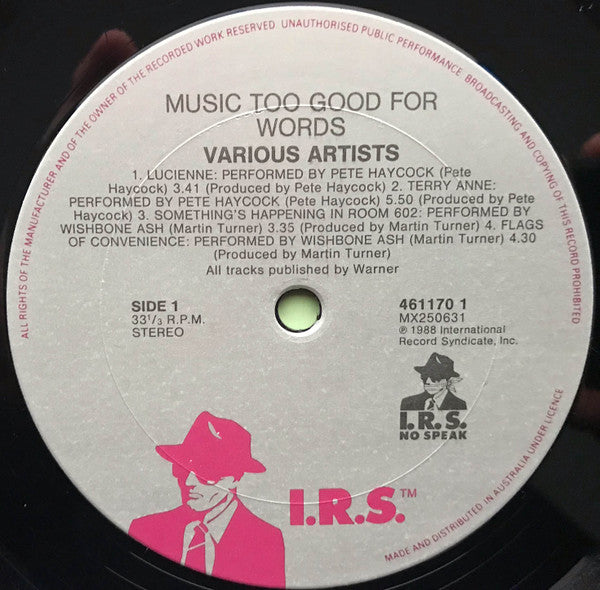 ALL RIGHTS OF THE MANUFACTURER AND OF THE OWNER OF THE RECORDED WORK RESERVED UNAUTHORISED PUBLIC PERFORMANCE BROADCASTING AND COPYING OF THIS RECORD PROHIBITED
MUSIC TOO GOOD FOR
WORDS
VARIOUS ARTISTS
1. LUCIENNE: PERFORMED BY PETE HAYCOCK (Pete
Haycock) 3.41 (Produced by Pete Haycock) 2. TERRY ANNE:
PERFORMED BY PETE HAYCOCK (Pete Haycock) 5.50 (Produced by Pete
Haycock) 3. SOMETHING'S HAPPENING IN ROOM 602: PERFORMED BY
WISHBONE ASH (Martin Turner) 3.35 (Produced by Martin Turner) 4. FLAGS
OF CONVENIENCE: PERFORMED BY WISHBONE ASH (Martin Turner) 4.30
(Produced by Martin Turner)
All tracks published by Warner
SIDE 1
33 1/3 R.P.M.
STEREO
461170 1
MX250631
℗ 1988 International
Record Syndicate, Inc.
I.R.S.
NO SPEAK
I.R.S.™
MADE AND DISTRIBUTED IN AUSTRALIA UNDER LICENCE